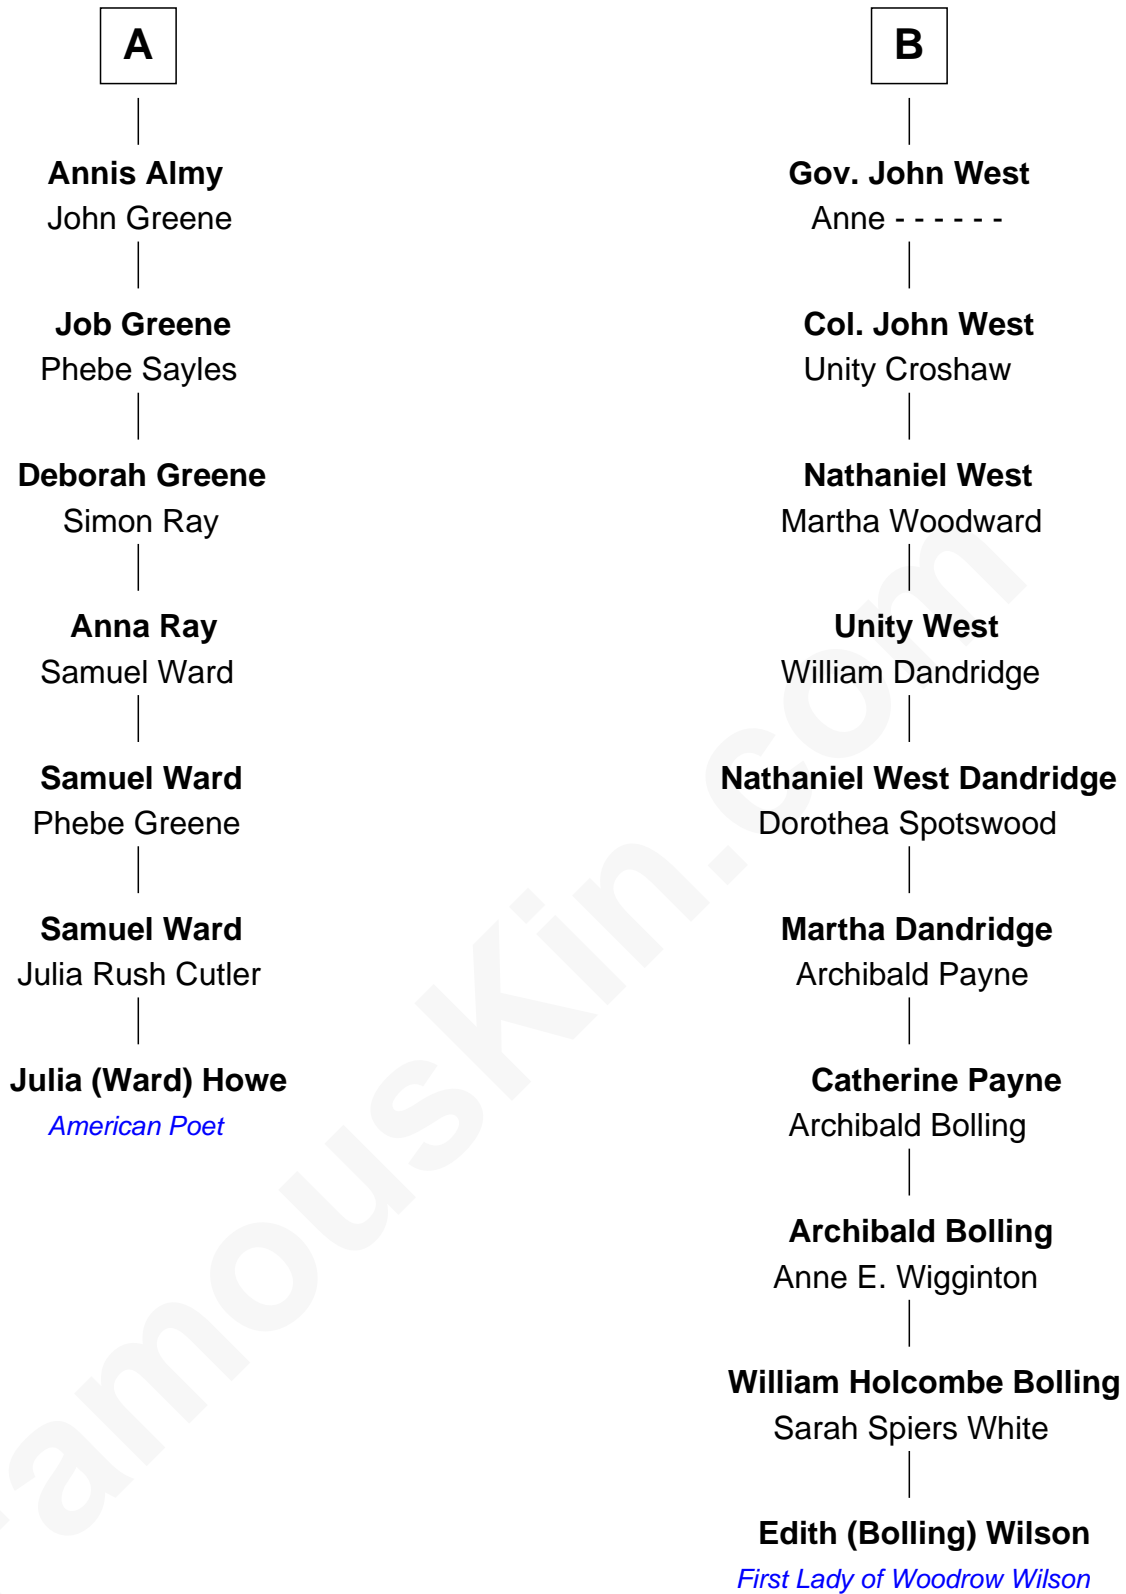 A
Annis Almy
John Greene
Job Greene
Phebe Sayles
Deborah Greene
Simon Ray
Anna Ray
Samuel Ward
Samuel Ward
Phebe Greene
Samuel Ward
Julia Rush Cutler
Julia (Ward) Howe
American Poet
B
Gov. John West
Anne - - - - - -
Col. John West
Unity Croshaw
Nathaniel West
Martha Woodward
Unity West
William Dandridge
Nathaniel West Dandridge
Dorothea Spotswood
Martha Dandridge
Archibald Payne
Catherine Payne
Archibald Bolling
Archibald Bolling
Anne E. Wigginton
William Holcombe Bolling
Sarah Spiers White
Edith (Bolling) Wilson
First Lady of Woodrow Wilson
FamousKin.com